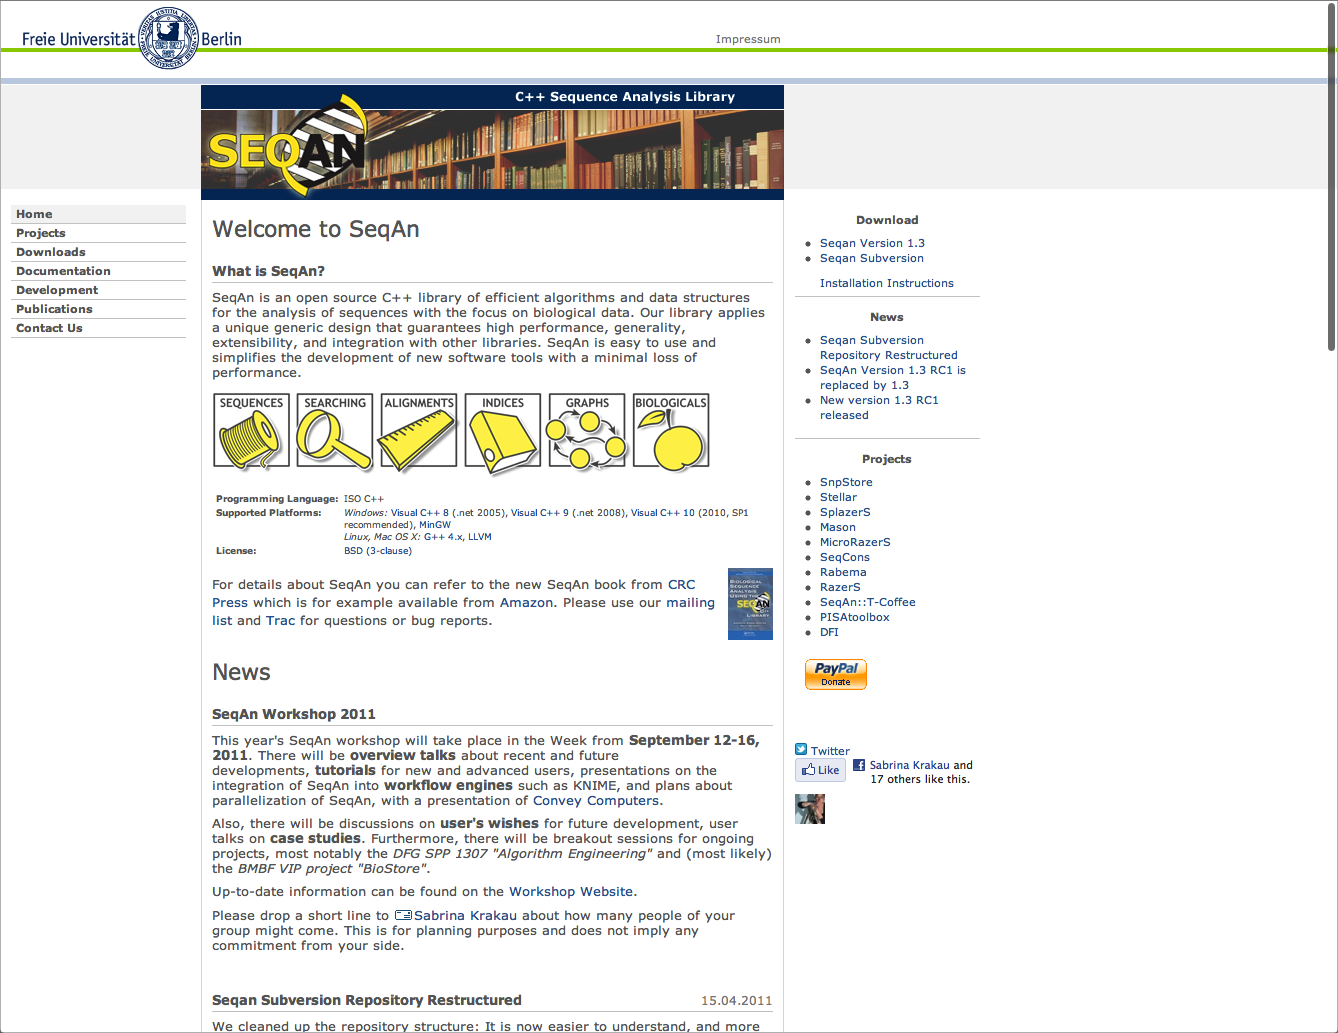 Freie Universität Berlin
Impressum
C++ Sequence Analysis Library
SEQAN
Home
Projects
Downloads
Documentation
Development
Publications
Contact Us
Welcome to SeqAn
What is SeqAn?
SeqAn is an open source C++ library of efficient algorithms and data structures
for the analysis of sequences with the focus on biological data. Our library applies
a unique generic design that guarantees high performance, generality,
extensibility, and integration with other libraries. SeqAn is easy to use and
simplifies the development of new software tools with a minimal loss of
performance.
SEQUENCES SEARCHING ALIGNMENTS INDICES GRAPHS BIOLOGICALS
Programming Language: ISO C++
Supported Platforms: Windows: Visual C++ 8 (.net 2005), Visual C++ 9 (.net 2008), Visual C++ 10 (2010, SP1
recommended), MinGW
Linux, Mac OS X: G++ 4.x, LLVM
License: BSD (3-clause)
For details about SeqAn you can refer to the new SeqAn book from CRC
Press which is for example available from Amazon. Please use our mailing
list and Trac for questions or bug reports.
BIOLOGICAL
SEQUENCE
ANALYSIS
USING THE
SEQAN
C++
LIBRARY
News
SeqAn Workshop 2011
This year's SeqAn workshop will take place in the Week from September 12-16,
2011. There will be overview talks about recent and future
developments, tutorials for new and advanced users, presentations on the
integration of SeqAn into workflow engines such as KNIME, and plans about
parallelization of SeqAn, with a presentation of Convey Computers.
Also, there will be discussions on user's wishes for future development, user
talks on case studies. Furthermore, there will be breakout sessions for ongoing
projects, most notably the DFG SPP 1307 "Algorithm Engineering" and (most likely)
the BMBF VIP project "BioStore".
Up-to-date information can be found on the Workshop Website.
Please drop a short line to Sabrina Krakau about how many people of your
group might come. This is for planning purposes and does not imply any
commitment from your side.
Seqan Subversion Repository Restructured 15.04.2011
We cleaned up the repository structure: It is now easier to understand, and more
Download
Seqan Version 1.3
Seqan Subversion
Installation Instructions
News
Seqan Subversion
Repository Restructured
SeqAn Version 1.3 RC1 is
replaced by 1.3
New version 1.3 RC1
released
Projects
SnpStore
Stellar
SplazerS
Mason
MicroRazerS
SeqCons
Rabema
RazerS
SeqAn::T-Coffee
PISAtoolbox
DFI
PayPal
Donate
Twitter
Like Sabrina Krakau and
17 others like this.